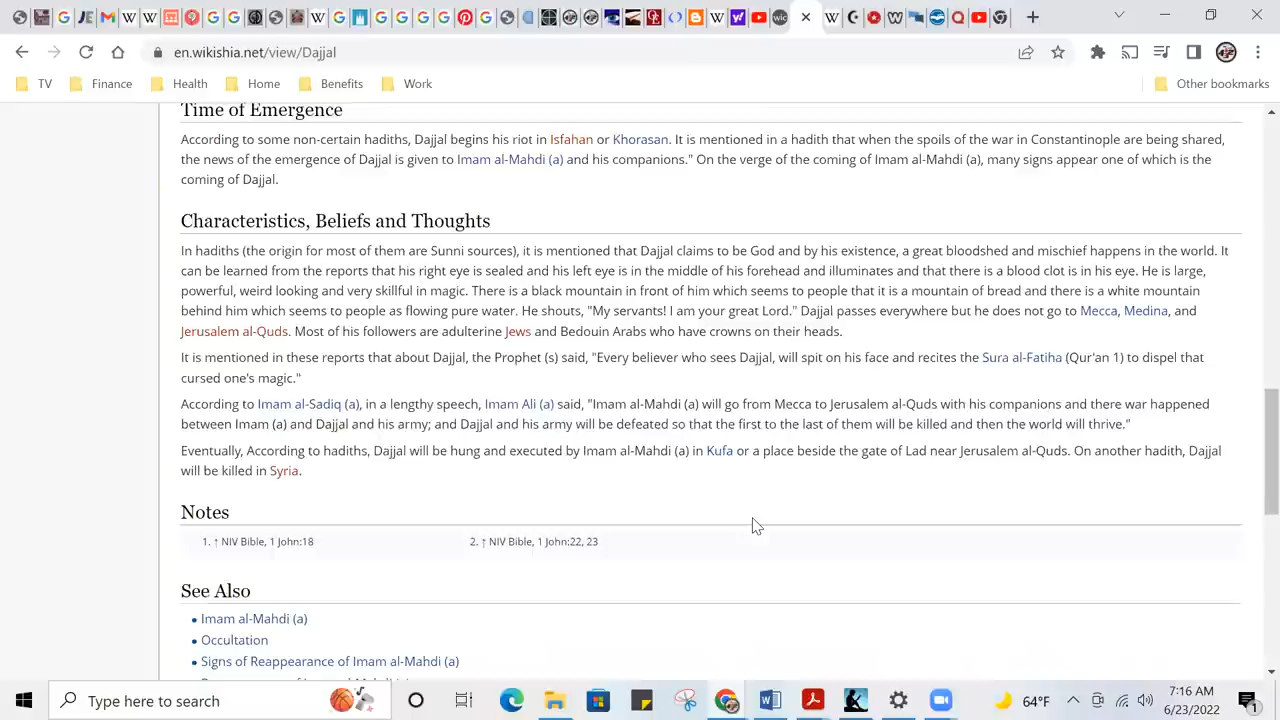 en.wikishia.net/view/Dajjal
TV Finance Health Home Benefits Work Other bookmarks
Time of Emergence
According to some non-certain hadiths, Dajjal begins his riot in Isfahan or Khorasan. It is mentioned in a hadith that when the spoils of the war in Constantinople are being shared,
the news of the emergence of Dajjal is given to Imam al-Mahdi (a) and his companions." On the verge of the coming of Imam al-Mahdi (a), many signs appear one of which is the
coming of Dajjal.
Characteristics, Beliefs and Thoughts
In hadiths (the origin for most of them are Sunni sources), it is mentioned that Dajjal claims to be God and by his existence, a great bloodshed and mischief happens in the world. It
can be learned from the reports that his right eye is sealed and his left eye is in the middle of his forehead and illuminates and that there is a blood clot is in his eye. He is large,
powerful, weird looking and very skillful in magic. There is a black mountain in front of him which seems to people that it is a mountain of bread and there is a white mountain
behind him which seems to people as flowing pure water. He shouts, "My servants! I am your great Lord." Dajjal passes everywhere but he does not go to Mecca, Medina, and
Jerusalem al-Quds. Most of his followers are adulterine Jews and Bedouin Arabs who have crowns on their heads.
It is mentioned in these reports that about Dajjal, the Prophet (s) said, "Every believer who sees Dajjal, will spit on his face and recites the Sura al-Fatiha (Qur'an 1) to dispel that
cursed one's magic."
According to Imam al-Sadiq (a), in a lengthy speech, Imam Ali (a) said, "Imam al-Mahdi (a) will go from Mecca to Jerusalem al-Quds with his companions and there war happened
between Imam (a) and Dajjal and his army; and Dajjal and his army will be defeated so that the first to the last of them will be killed and then the world will thrive."
Eventually, According to hadiths, Dajjal will be hung and executed by Imam al-Mahdi (a) in Kufa or a place beside the gate of Lad near Jerusalem al-Quds. On another hadith, Dajjal
will be killed in Syria.
Notes
1. ↑ NIV Bible, 1 John:18 2. ↑ NIV Bible, 1 John:22, 23
See Also
• Imam al-Mahdi (a)
• Occultation
• Signs of Reappearance of Imam al-Mahdi (a)
Type here to search
64°F
7:16 AM
6/23/2022